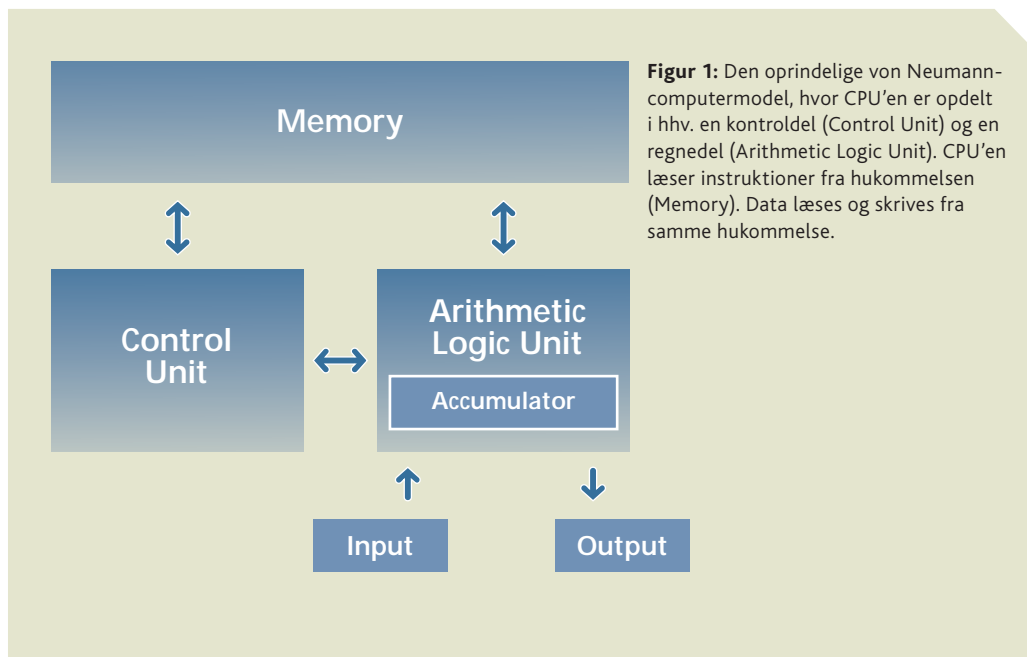 Memory
Figur 1: Den oprindelige von Neumann-
computermodel, hvor CPU'en er opdelt
i hhv. en kontroldel (Control Unit) og en
regnedel (Arithmetic Logic Unit). CPU'en
læser instruktioner fra hukommelsen
(Memory). Data læses og skrives fra
samme hukommelse.
Control
Unit
Arithmetic
Logic Unit
Accumulator
Input
Output